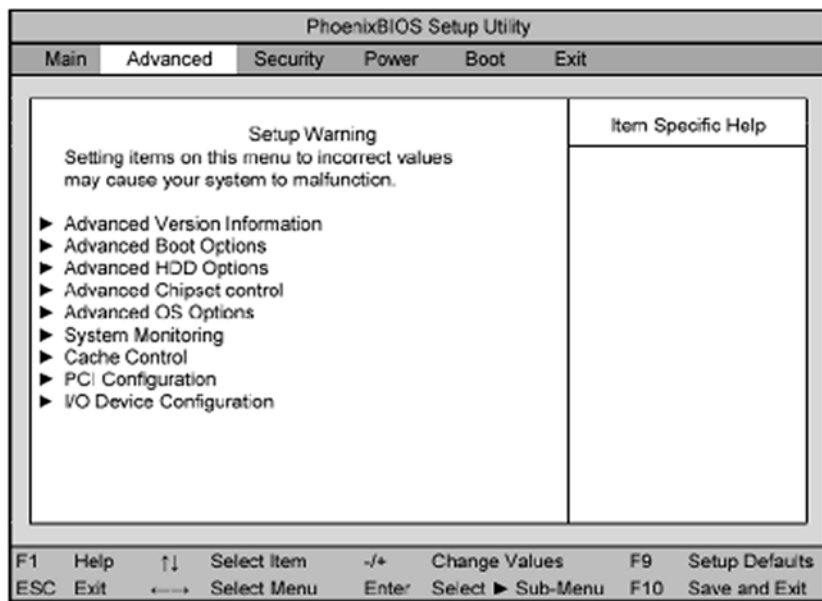 PhoenixBIOS Setup Utility
Main Advanced Security Power Boot Exit
Setup Warning
Setting items on this menu to incorrect values
may cause your system to malfunction.
► Advanced Version Information
► Advanced Boot Options
► Advanced HDD Options
► Advanced Chipset control
► Advanced OS Options
► System Monitoring
► Cache Control
► PCI Configuration
► I/O Device Configuration
Item Specific Help
F1 Help ↑↓ Select Item -/+ Change Values F9 Setup Defaults
ESC Exit ←→ Select Menu Enter Select ► Sub-Menu F10 Save and Exit